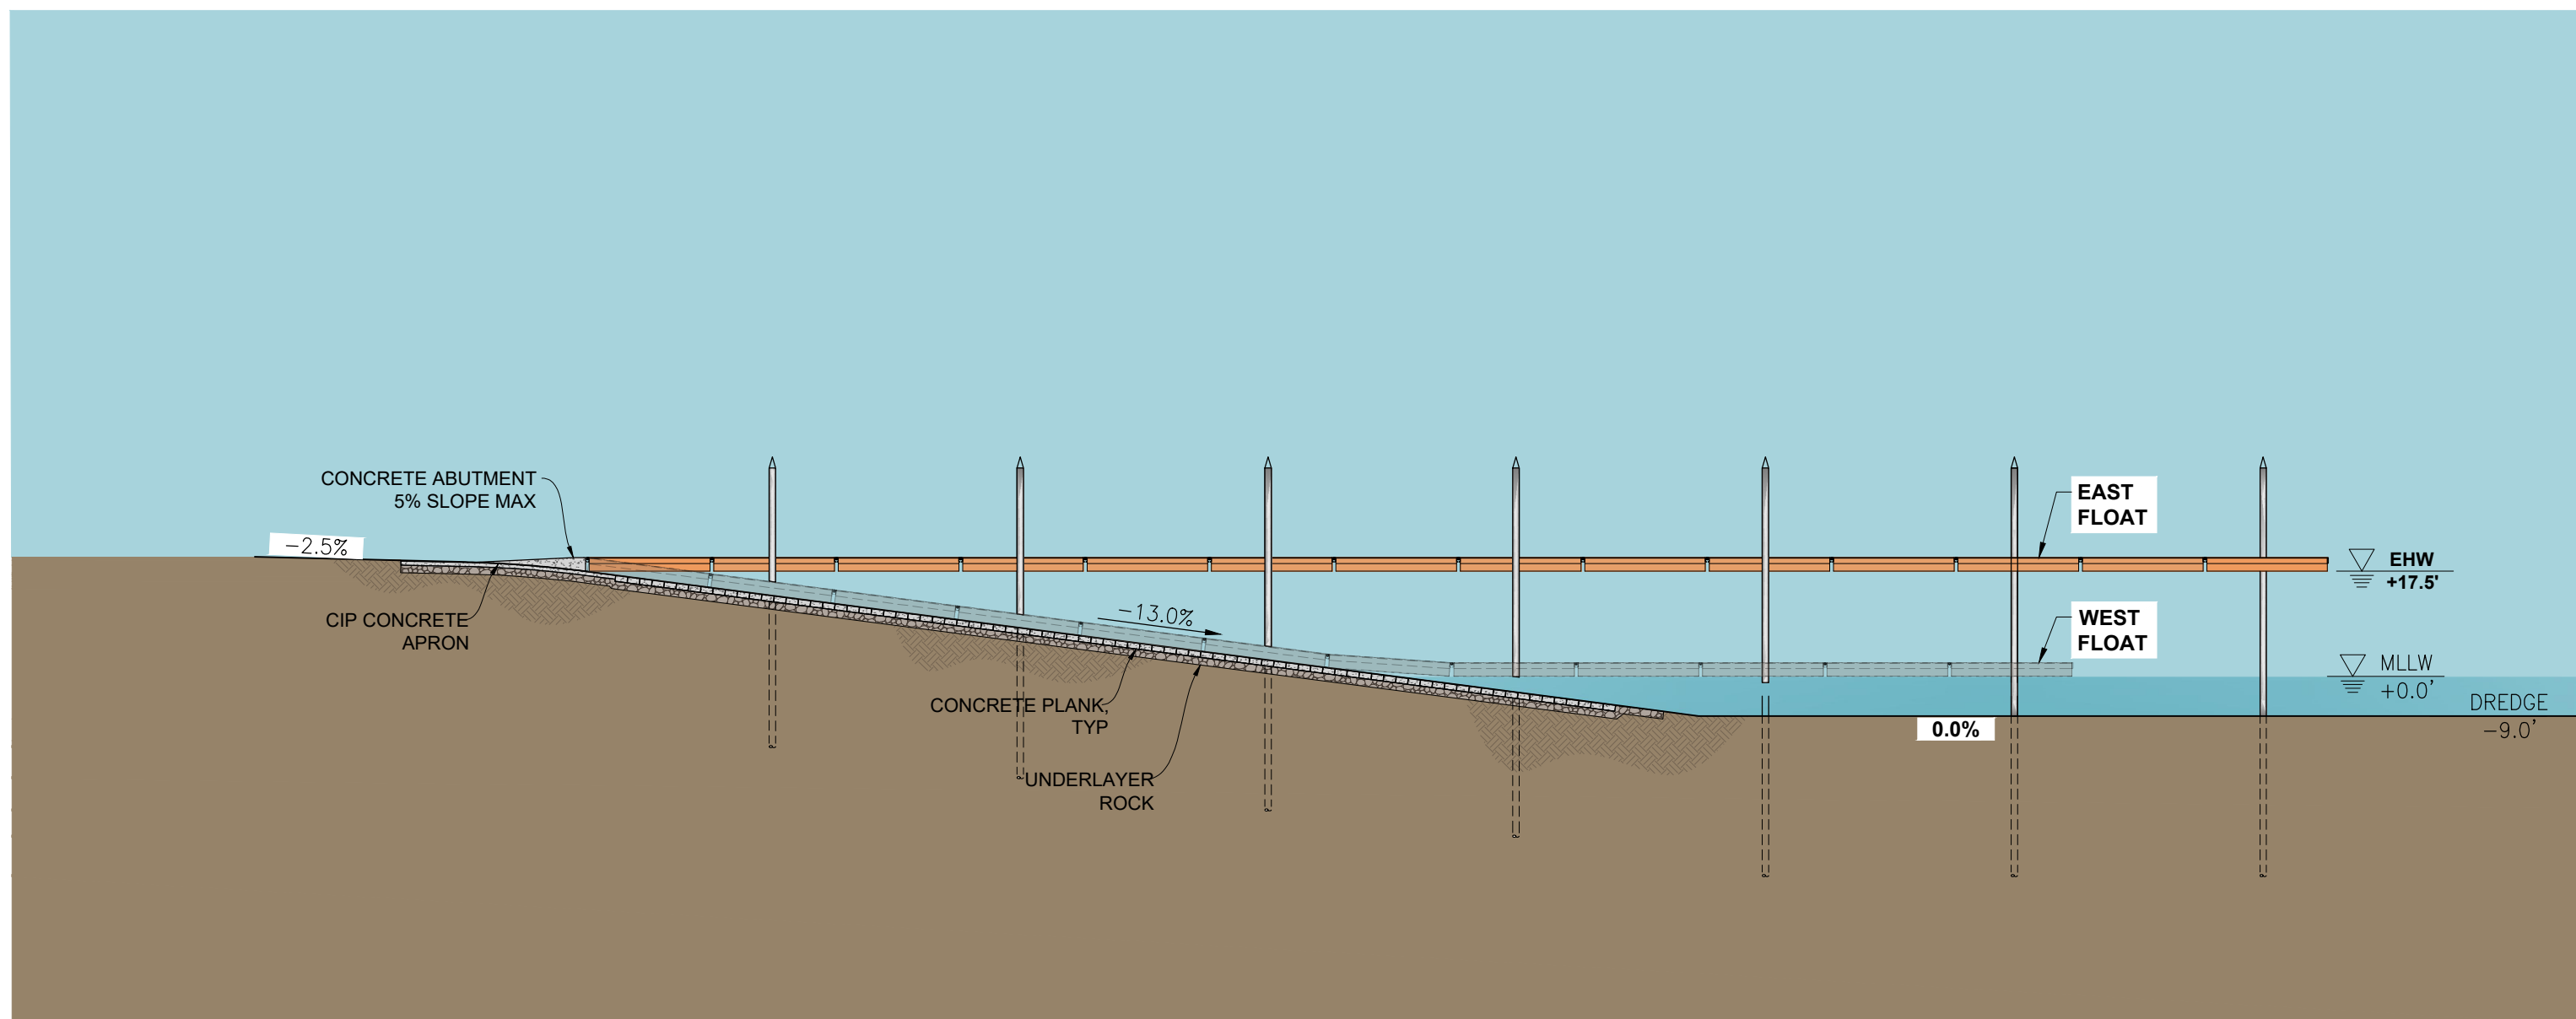 CONCRETE ABUTMENT
5% SLOPE MAX
-2.5%
CIP CONCRETE
APRON
-13.0%
CONCRETE PLANK,
TYP
UNDERLAYER
ROCK
EAST
FLOAT
EHW
+17.5'
WEST
FLOAT
MLLW
+0.0'
DREDGE
-9.0'
0.0%